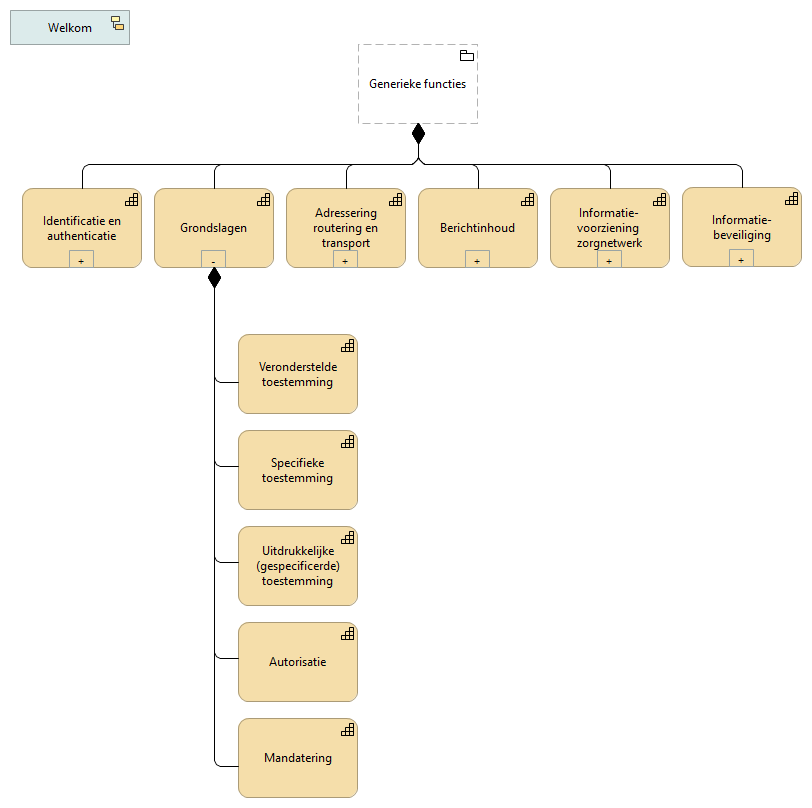 Welkom
Generieke functies
Identificatie en
authenticatie
+
Grondslagen
-
Adressering
routering en
transport
+
Berichtinhoud
+
Informatie-
voorziening
zorgnetwerk
+
Informatie-
beveiliging
+
Veronderstelde
toestemming
Specifieke
toestemming
Uitdrukkelijke
(gespecificerde)
toestemming
Autorisatie
Mandatering